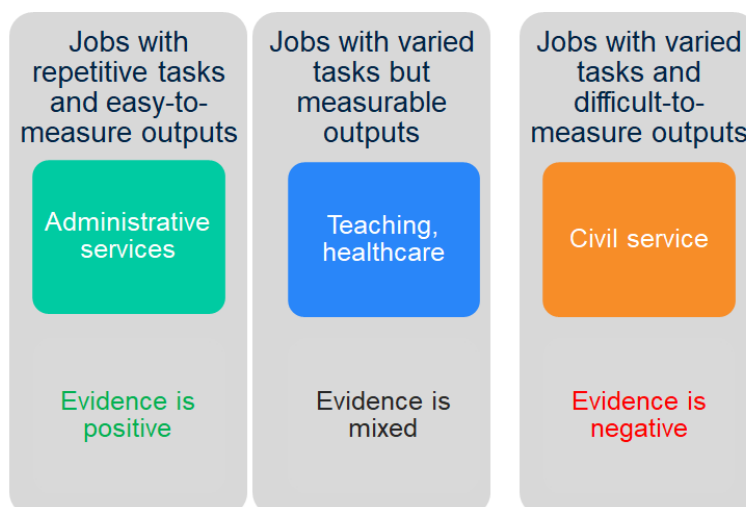 Jobs with
repetitive tasks
and easy-to-
measure outputs
Administrative
services
Evidence is
positive
Jobs with varied
tasks but
measurable
outputs
Teaching,
healthcare
Evidence is
mixed
Jobs with varied
tasks and
difficult-to-
measure outputs
Civil service
Evidence is
negative